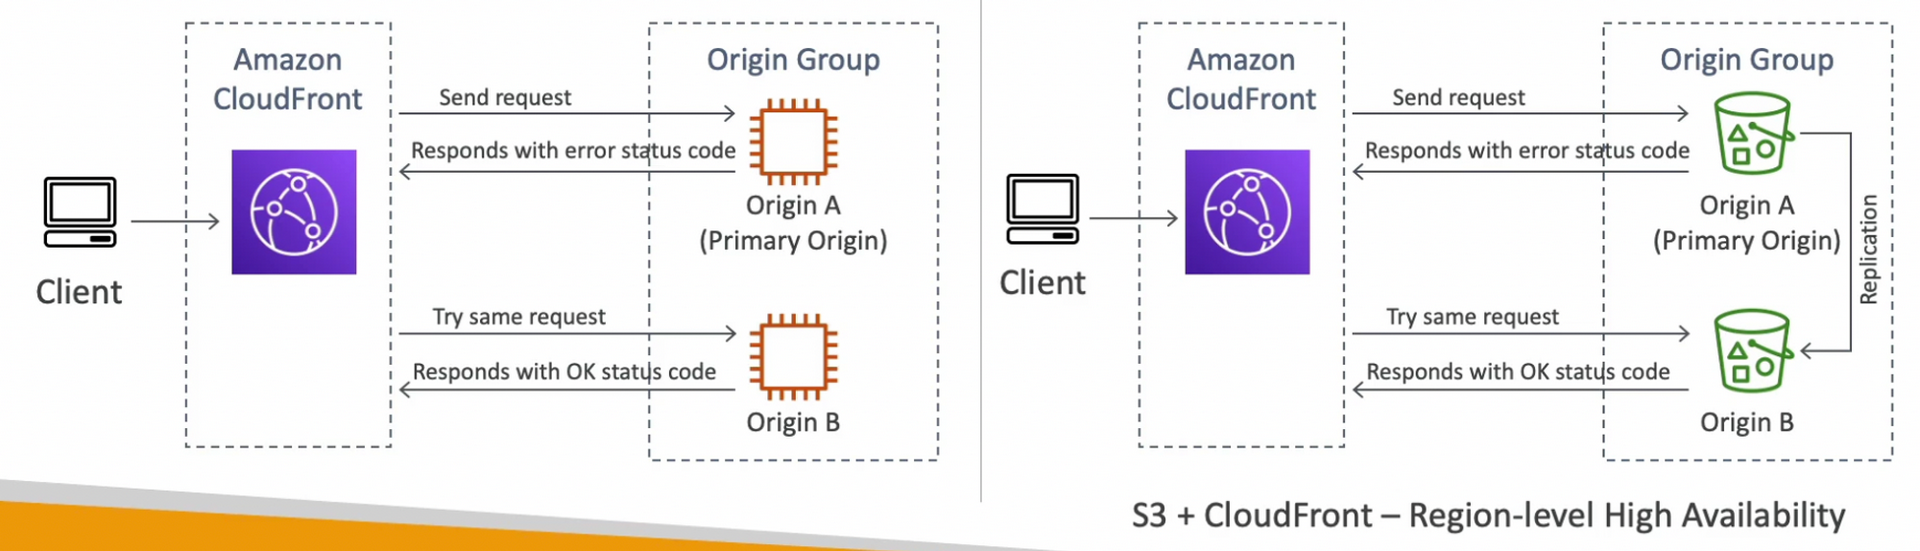 Amazon
CloudFront
Origin Group
Send request
Responds with error status code
Origin A
(Primary Origin)
Client
Try same request
Responds with OK status code
Origin B
Amazon
CloudFront
Origin Group
Send request
Responds with error status code
Origin A
(Primary Origin)
Replication
Client
Try same request
Responds with OK status code
Origin B
S3 + CloudFront – Region-level High Availability